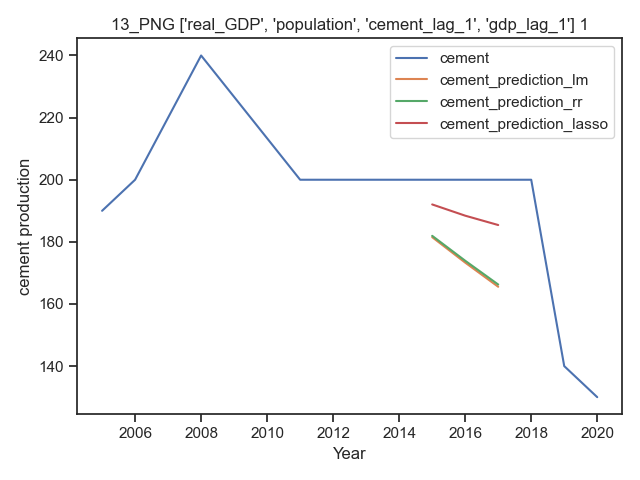 13_PNG ['real_GDP', 'population', 'cement_lag_1', 'gdp_lag_1'] 1
cement
cement_prediction_lm
cement_prediction_rr
cement_prediction_lasso
cement production
240
220
200
180
160
140
2006 2008 2010 2012 2014 2016 2018 2020
Year